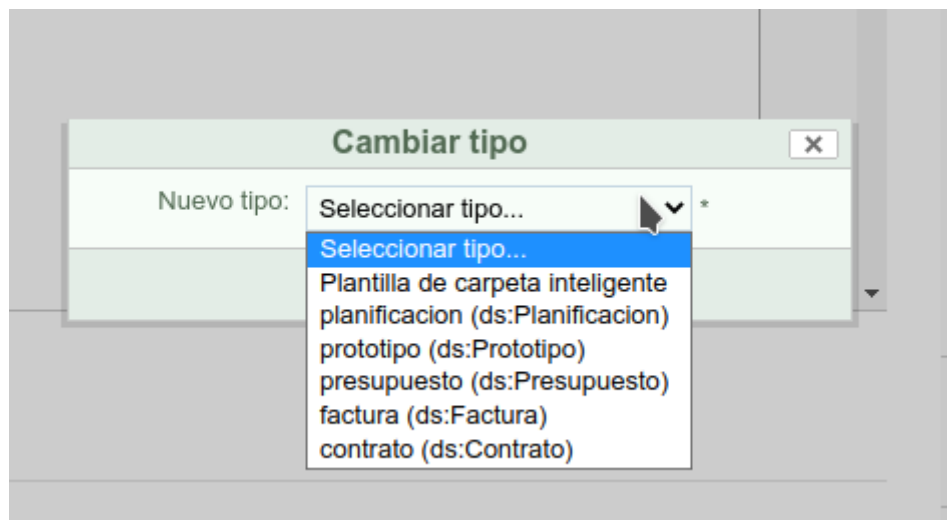 Cambiar tipo
Nuevo tipo: Seleccionar tipo... *
Seleccionar tipo...
Plantilla de carpeta inteligente
planificacion (ds:Planificacion)
prototipo (ds:Prototipo)
presupuesto (ds:Presupuesto)
factura (ds:Factura)
contrato (ds:Contrato)